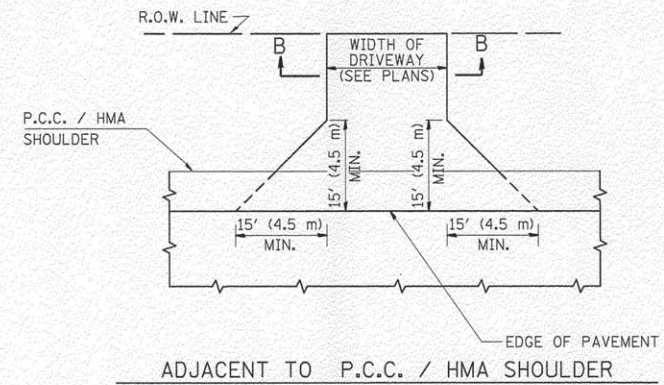 R.O.W. LINE
B
WIDTH OF
DRIVEWAY
(SEE PLANS)
B
P.C.C. / HMA
SHOULDER
15' (4.5 m)
MIN.
15' (4.5 m)
MIN.
15' (4.5 m)
MIN.
15' (4.5 m)
MIN.
EDGE OF PAVEMENT
ADJACENT TO P.C.C. / HMA SHOULDER